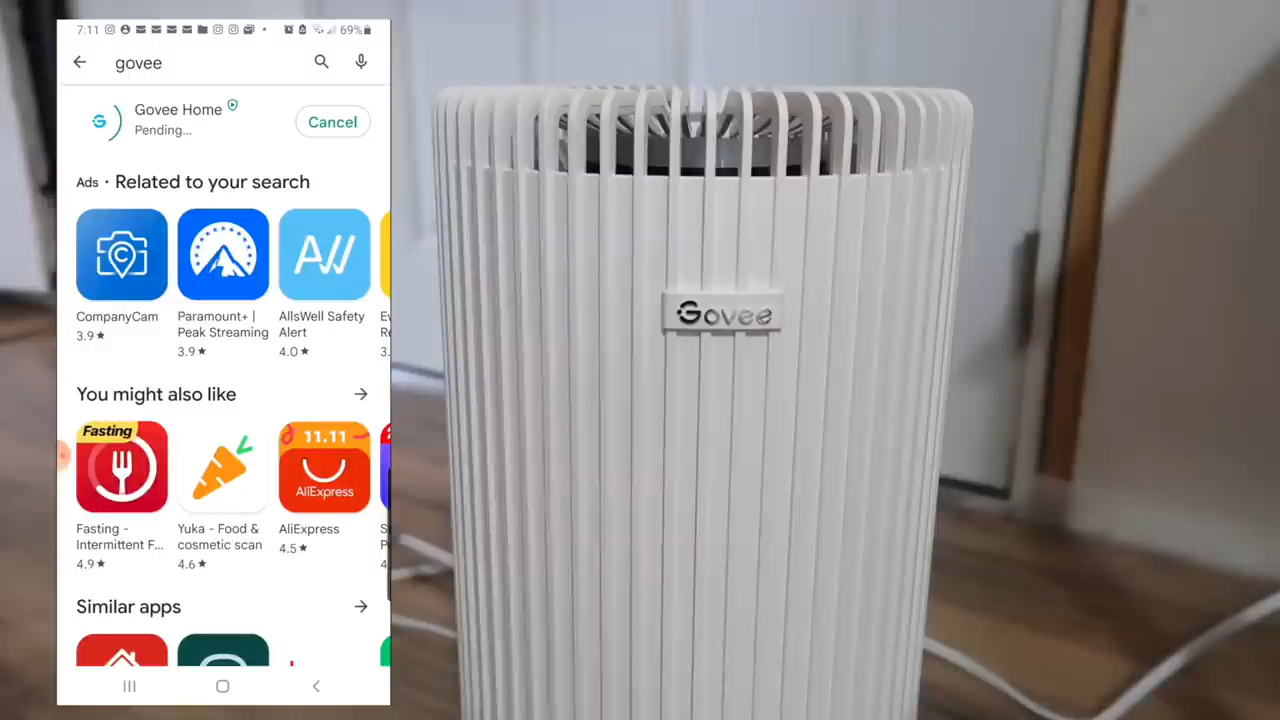 7:11 69%
govee
Govee Home
Pending...
Cancel
Ads · Related to your search
CompanyCam
3.9★
Paramount+ |
Peak Streaming
3.9★
AllsWell Safety
Alert
4.0★
You might also like
Fasting
11.11
AliExpress
Fasting -
Intermittent F...
4.9★
Yuka - Food &
cosmetic scan
4.6★
AliExpress
4.5★
Similar apps
Govee